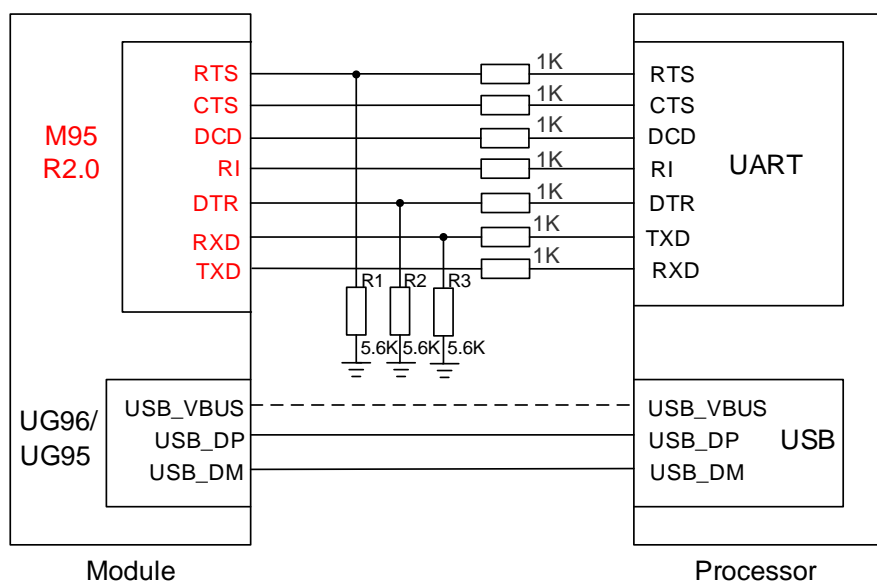 RTS
1K
RTS
CTS
1K
CTS
M95
R2.0
DCD
1K
DCD
RI
1K
RI
UART
DTR
1K
DTR
RXD
1K
TXD
TXD
1K
RXD
R1
R2
R3
5.6K
5.6K
5.6K
UG96/
UG95
USB_VBUS
USB_DP
USB_DM
USB_VBUS
USB_DP
USB_DM
USB
Module
Processor